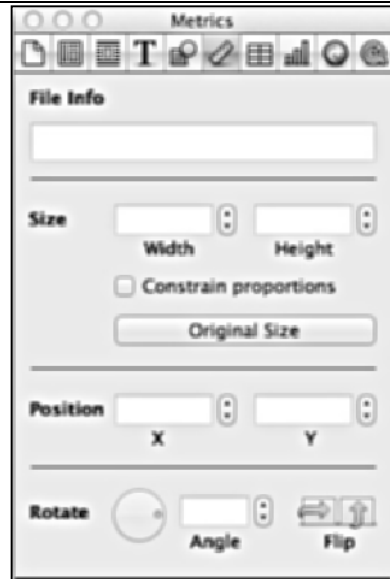 Metrics
T
File Info
Size
Width Height
Constrain proportions
Original Size
Position
X Y
Rotate
Angle Flip